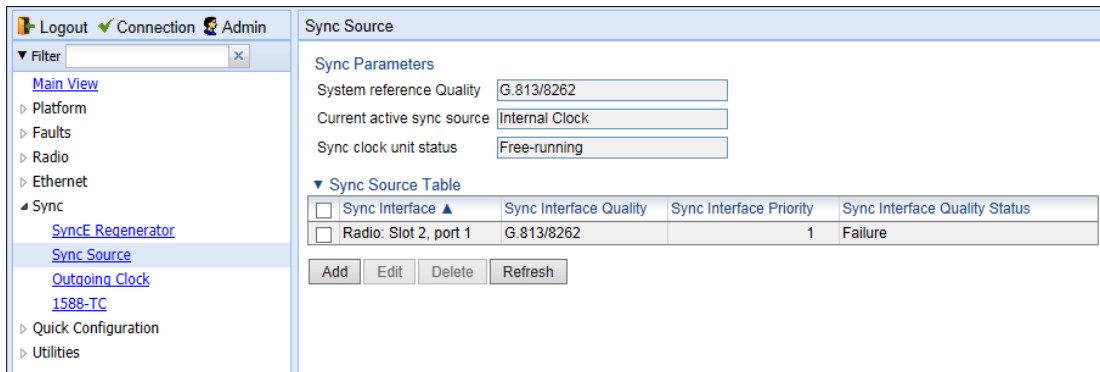 Logout Connection Admin
Filter
Main View
Platform
Faults
Radio
Ethernet
Sync
SyncE Regenerator
Sync Source
Outgoing Clock
1588-TC
Quick Configuration
Utilities
Sync Source
Sync Parameters
System reference Quality G.813/8262
Current active sync source Internal Clock
Sync clock unit status Free-running
Sync Source Table
Sync Interface ▲ Sync Interface Quality Sync Interface Priority Sync Interface Quality Status
Radio: Slot 2, port 1 G.813/8262 1 Failure
Add Edit Delete Refresh